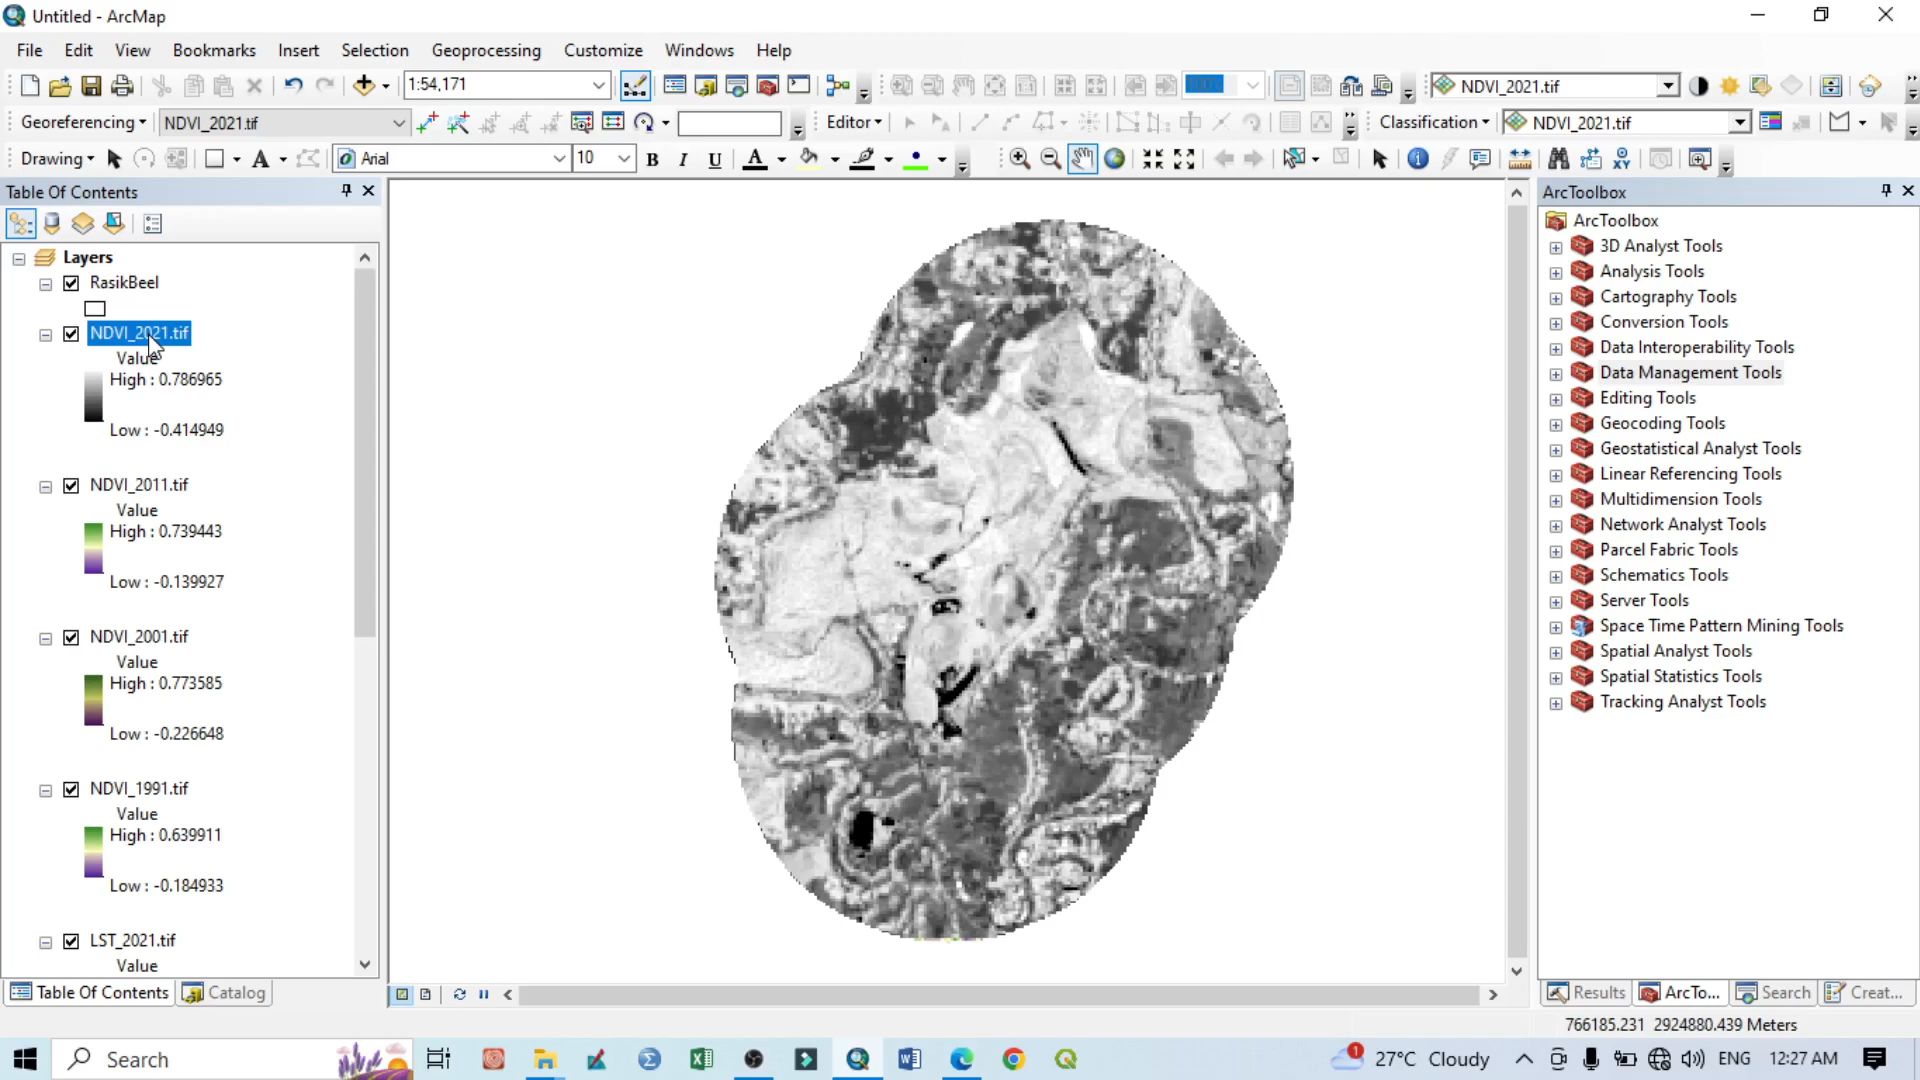 Untitled - ArcMap
File Edit View Bookmarks Insert Selection Geoprocessing Customize Windows Help
1:54,171
NDVI_2021.tif
Georeferencing NDVI_2021.tif
Editor
Classification NDVI_2021.tif
Drawing A Arial 10 B I U A
XY
Table Of Contents
Layers
RasikBeel
NDVI_2021.tif
Value
High : 0.786965
Low : -0.414949
NDVI_2011.tif
Value
High : 0.739443
Low : -0.139927
NDVI_2001.tif
Value
High : 0.773585
Low : -0.226648
NDVI_1991.tif
Value
High : 0.639911
Low : -0.184933
LST_2021.tif
Value
Table Of Contents Catalog
ArcToolbox
ArcToolbox
3D Analyst Tools
Analysis Tools
Cartography Tools
Conversion Tools
Data Interoperability Tools
Data Management Tools
Editing Tools
Geocoding Tools
Geostatistical Analyst Tools
Linear Referencing Tools
Multidimension Tools
Network Analyst Tools
Parcel Fabric Tools
Schematics Tools
Server Tools
Space Time Pattern Mining Tools
Spatial Analyst Tools
Spatial Statistics Tools
Tracking Analyst Tools
Results ArcTo... Search Creat...
766185.231 2924880.439 Meters
Search
1 27°C Cloudy ENG 12:27 AM